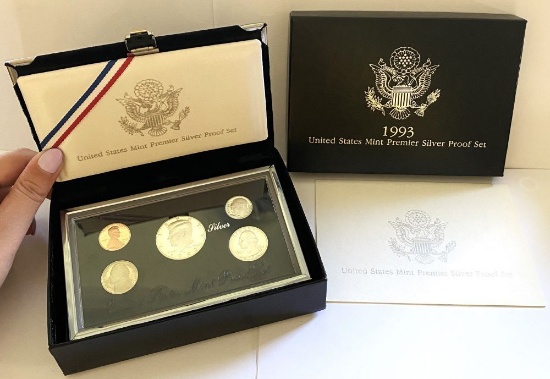 United States Mint Premier Silver Proof Set
1993
United States Mint Premier Silver Proof Set
Silver
United States Mint Premier Silver Proof Set